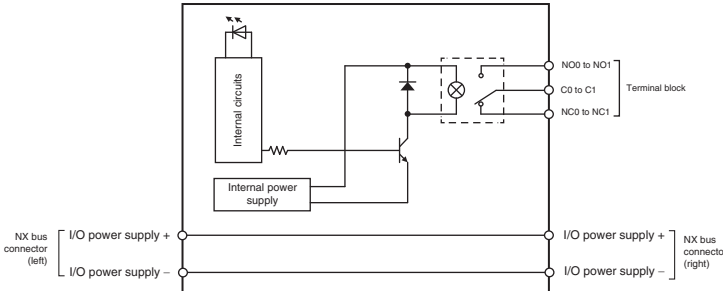 Internal circuits
NO0 to NO1
C0 to C1
Terminal block
NC0 to NC1
Internal power
supply
NX bus
connector
(left)
I/O power supply +
I/O power supply –
I/O power supply +
I/O power supply –
NX bus
connecto
(right)